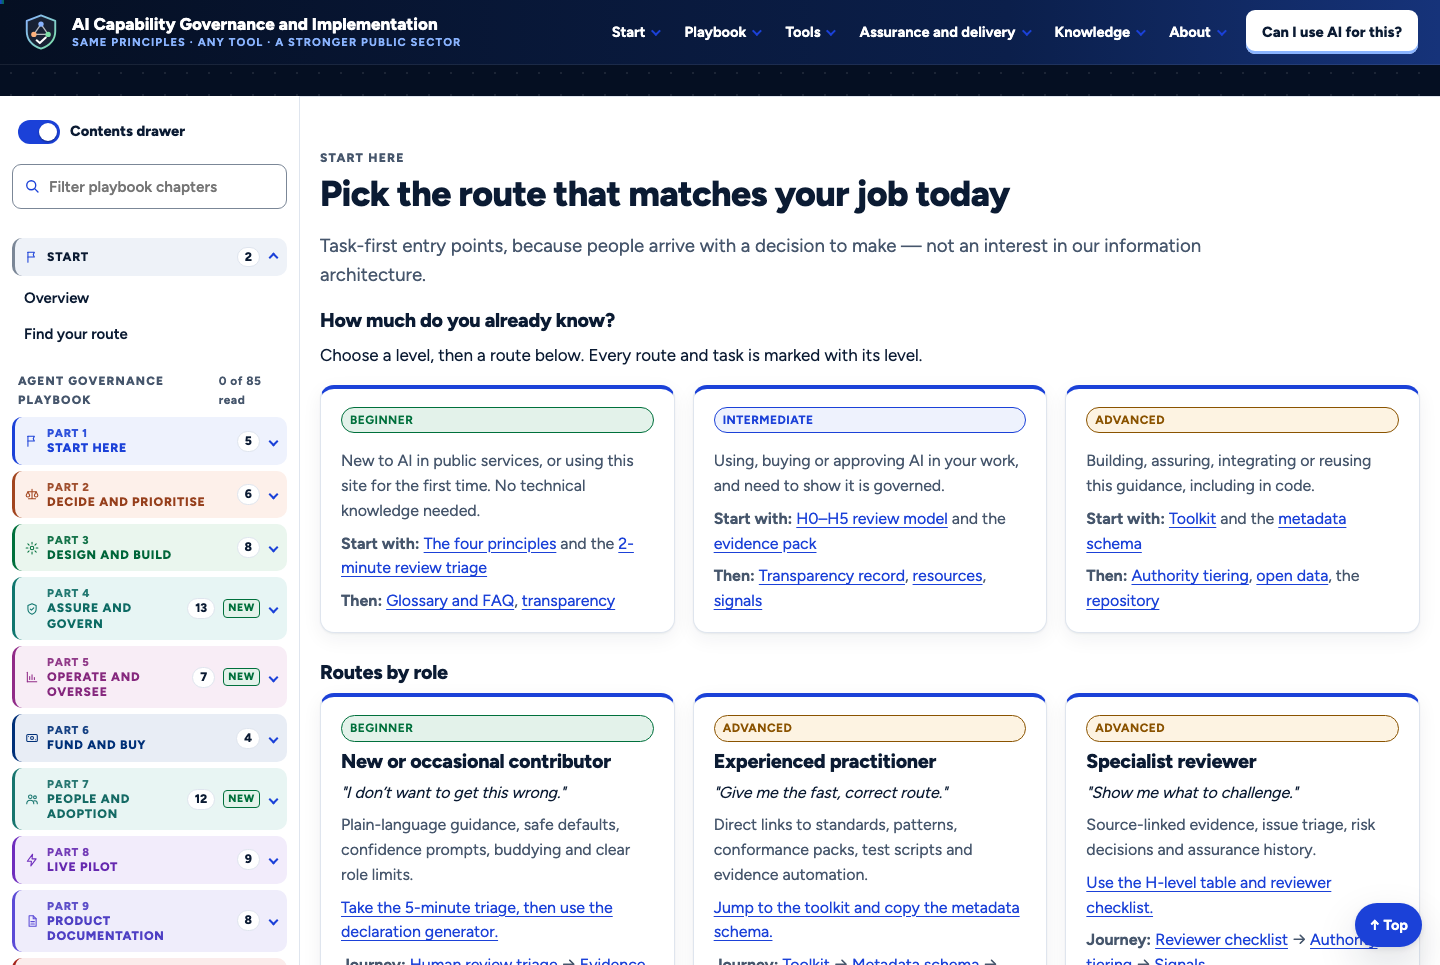 AI Capability Governance and Implementation
SAME PRINCIPLES · ANY TOOL · A STRONGER PUBLIC SECTOR
Start
Playbook
Tools
Assurance and delivery
Knowledge
About
Can I use AI for this?
Contents drawer
Filter playbook chapters
START
2
Overview
Find your route
AGENT GOVERNANCE
PLAYBOOK
0 of 85
read
PART 1
START HERE
5
PART 2
DECIDE AND PRIORITISE
6
PART 3
DESIGN AND BUILD
8
PART 4
ASSURE AND
GOVERN
13
NEW
PART 5
OPERATE AND
OVERSEE
7
NEW
PART 6
FUND AND BUY
4
PART 7
PEOPLE AND
ADOPTION
12
NEW
PART 8
LIVE PILOT
9
PART 9
PRODUCT
DOCUMENTATION
8
START HERE
Pick the route that matches your job today
Task-first entry points, because people arrive with a decision to make — not an interest in our information
architecture.
How much do you already know?
Choose a level, then a route below. Every route and task is marked with its level.
BEGINNER
New to AI in public services, or using this
site for the first time. No technical
knowledge needed.
Start with: The four principles and the 2-
minute review triage
Then: Glossary and FAQ, transparency
INTERMEDIATE
Using, buying or approving AI in your work,
and need to show it is governed.
Start with: H0–H5 review model and the
evidence pack
Then: Transparency record, resources,
signals
ADVANCED
Building, assuring, integrating or reusing
this guidance, including in code.
Start with: Toolkit and the metadata
schema
Then: Authority tiering, open data, the
repository
Routes by role
BEGINNER
New or occasional contributor
"I don't want to get this wrong."
Plain-language guidance, safe defaults,
confidence prompts, buddying and clear
role limits.
Take the 5-minute triage, then use the
declaration generator.
Journey: Human review triage → Evidence
ADVANCED
Experienced practitioner
"Give me the fast, correct route."
Direct links to standards, patterns,
conformance packs, test scripts and
evidence automation.
Jump to the toolkit and copy the metadata
schema.
Journey: Toolkit → Metadata schema →
ADVANCED
Specialist reviewer
"Show me what to challenge."
Source-linked evidence, issue triage, risk
decisions and assurance history.
Use the H-level table and reviewer
checklist.
Journey: Reviewer checklist → Authority
tiering → Signals
↑ Top